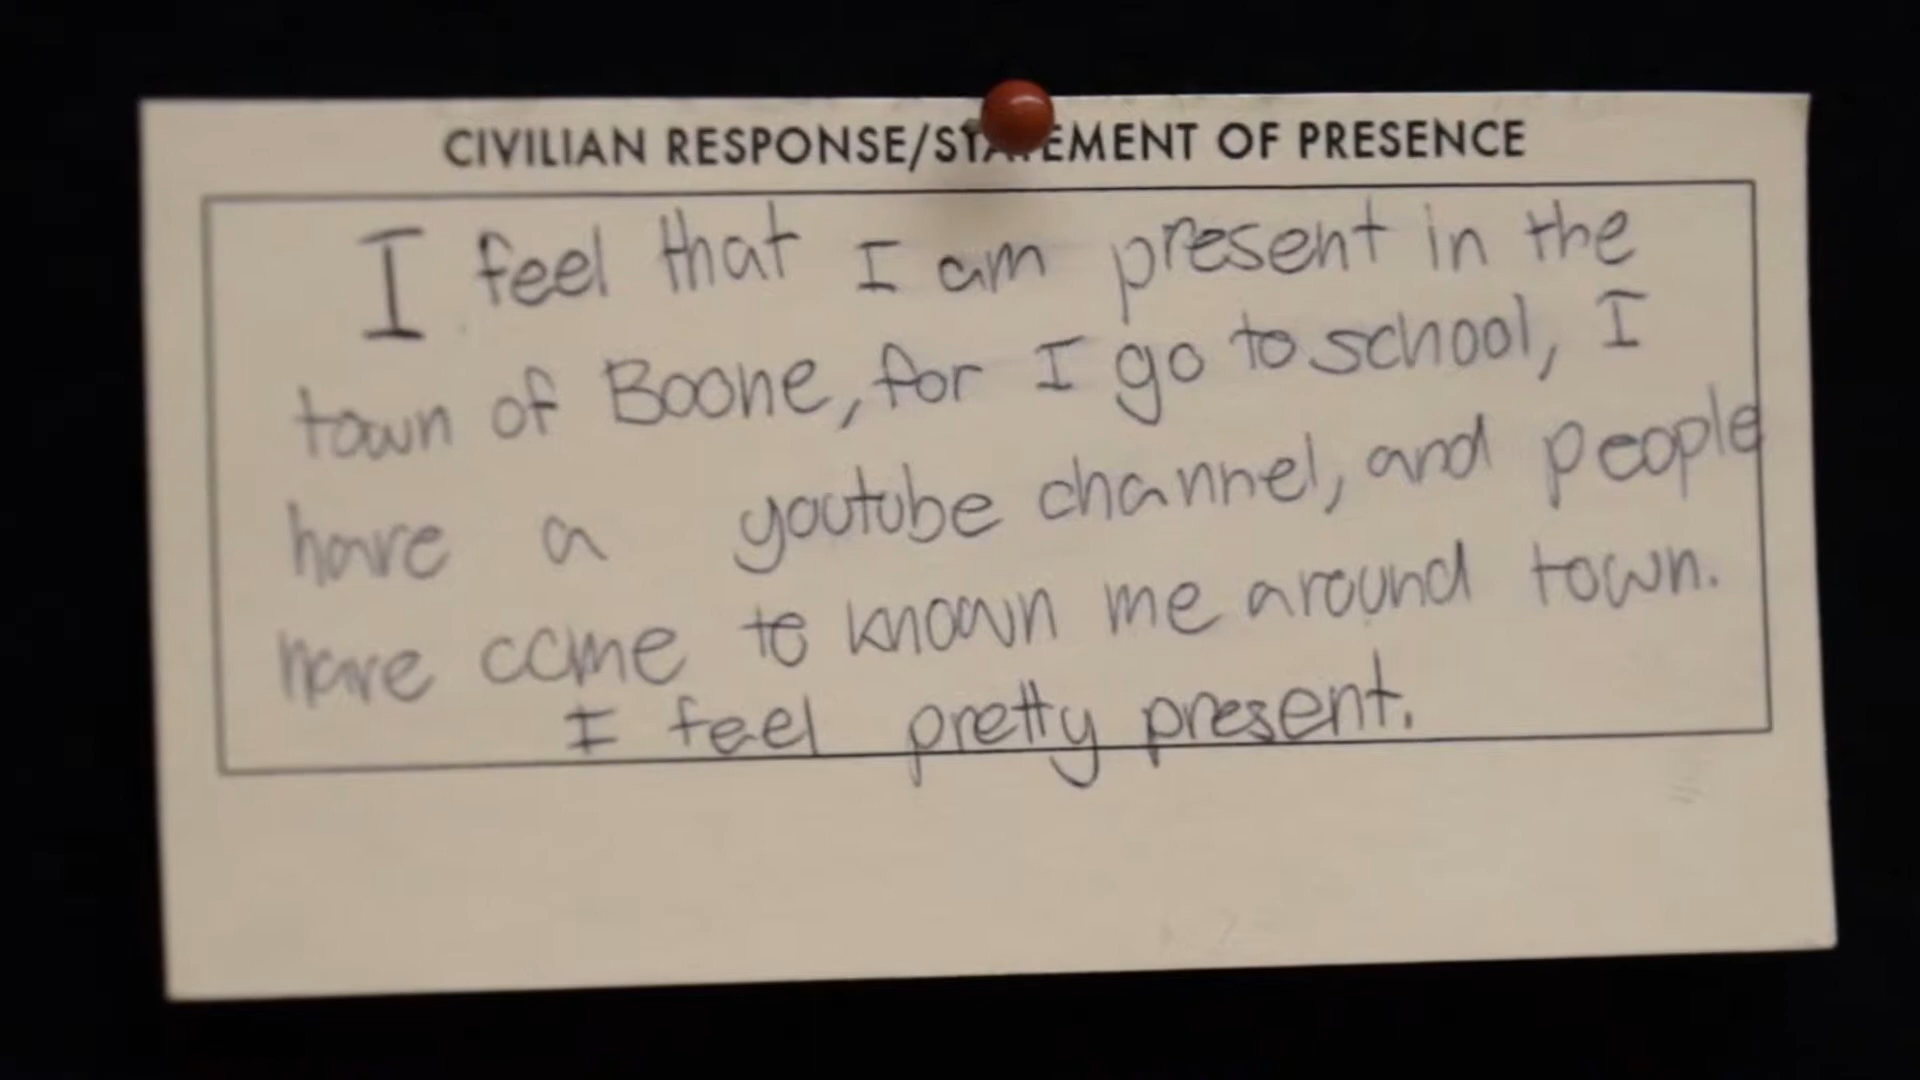 CIVILIAN RESPONSE/STATEMENT OF PRESENCE
I feel that I am present in the
town of Boone, for I go to school, I
have a youtube channel, and people
have come to known me around town.
I feel pretty present.